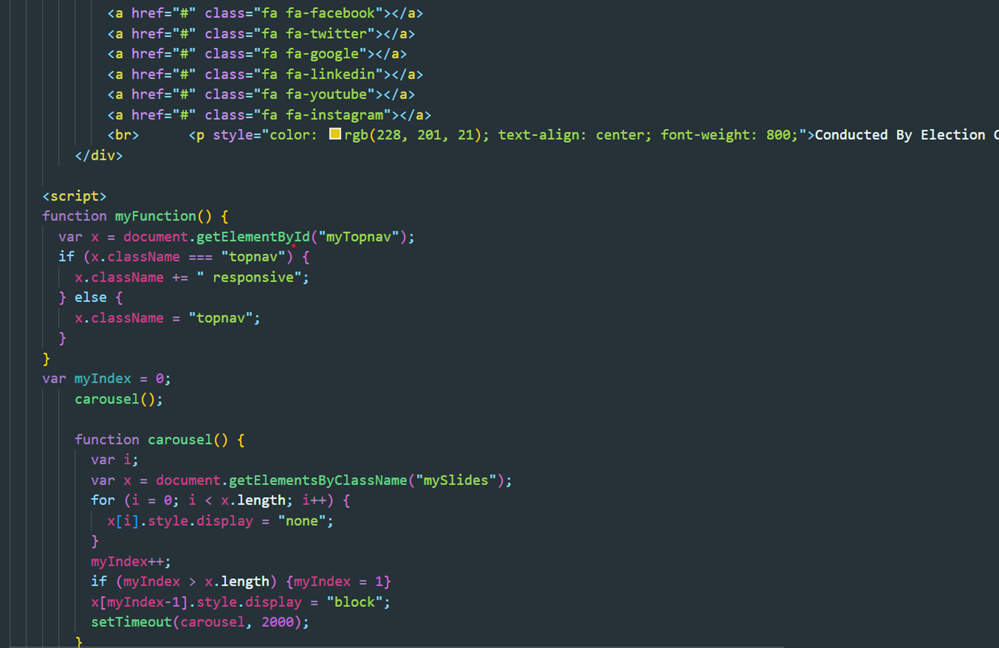 <a href="#" class="fa fa-facebook"></a>
<a href="#" class="fa fa-twitter"></a>
<a href="#" class="fa fa-google"></a>
<a href="#" class="fa fa-linkedin"></a>
<a href="#" class="fa fa-youtube"></a>
<a href="#" class="fa fa-instagram"></a>
<br>      <p style="color: rgb(228, 201, 21); text-align: center; font-weight: 800;">Conducted By Election
</div>
<script>
function myFunction() {
  var x = document.getElementById("myTopnav");
  if (x.className === "topnav") {
    x.className += " responsive";
  } else {
    x.className = "topnav";
  }
}
var myIndex = 0;
    carousel();
    function carousel() {
      var i;
      var x = document.getElementsByClassName("mySlides");
      for (i = 0; i < x.length; i++) {
        x[i].style.display = "none";
      }
      myIndex++;
      if (myIndex > x.length) {myIndex = 1}
      x[myIndex-1].style.display = "block";
      setTimeout(carousel, 2000);
    }